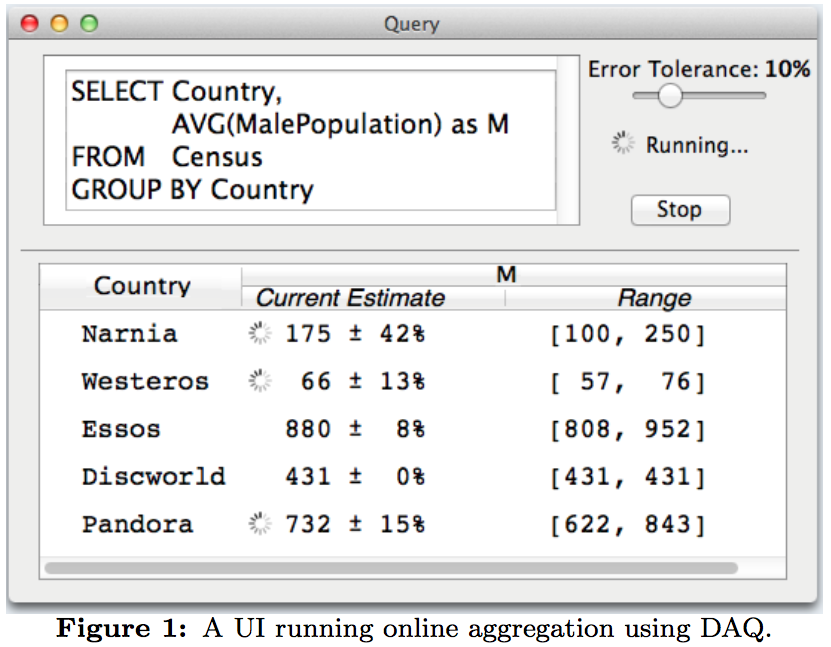 Query
SELECT Country,
AVG(MalePopulation) as M
FROM Census
GROUP BY Country
Error Tolerance: 10%
Running...
Stop
Country
M
Current Estimate Range
Narnia 175 ± 42% [100, 250]
Westeros 66 ± 13% [ 57, 76]
Essos 880 ± 8% [808, 952]
Discworld 431 ± 0% [431, 431]
Pandora 732 ± 15% [622, 843]
Figure 1: A UI running online aggregation using DAQ.